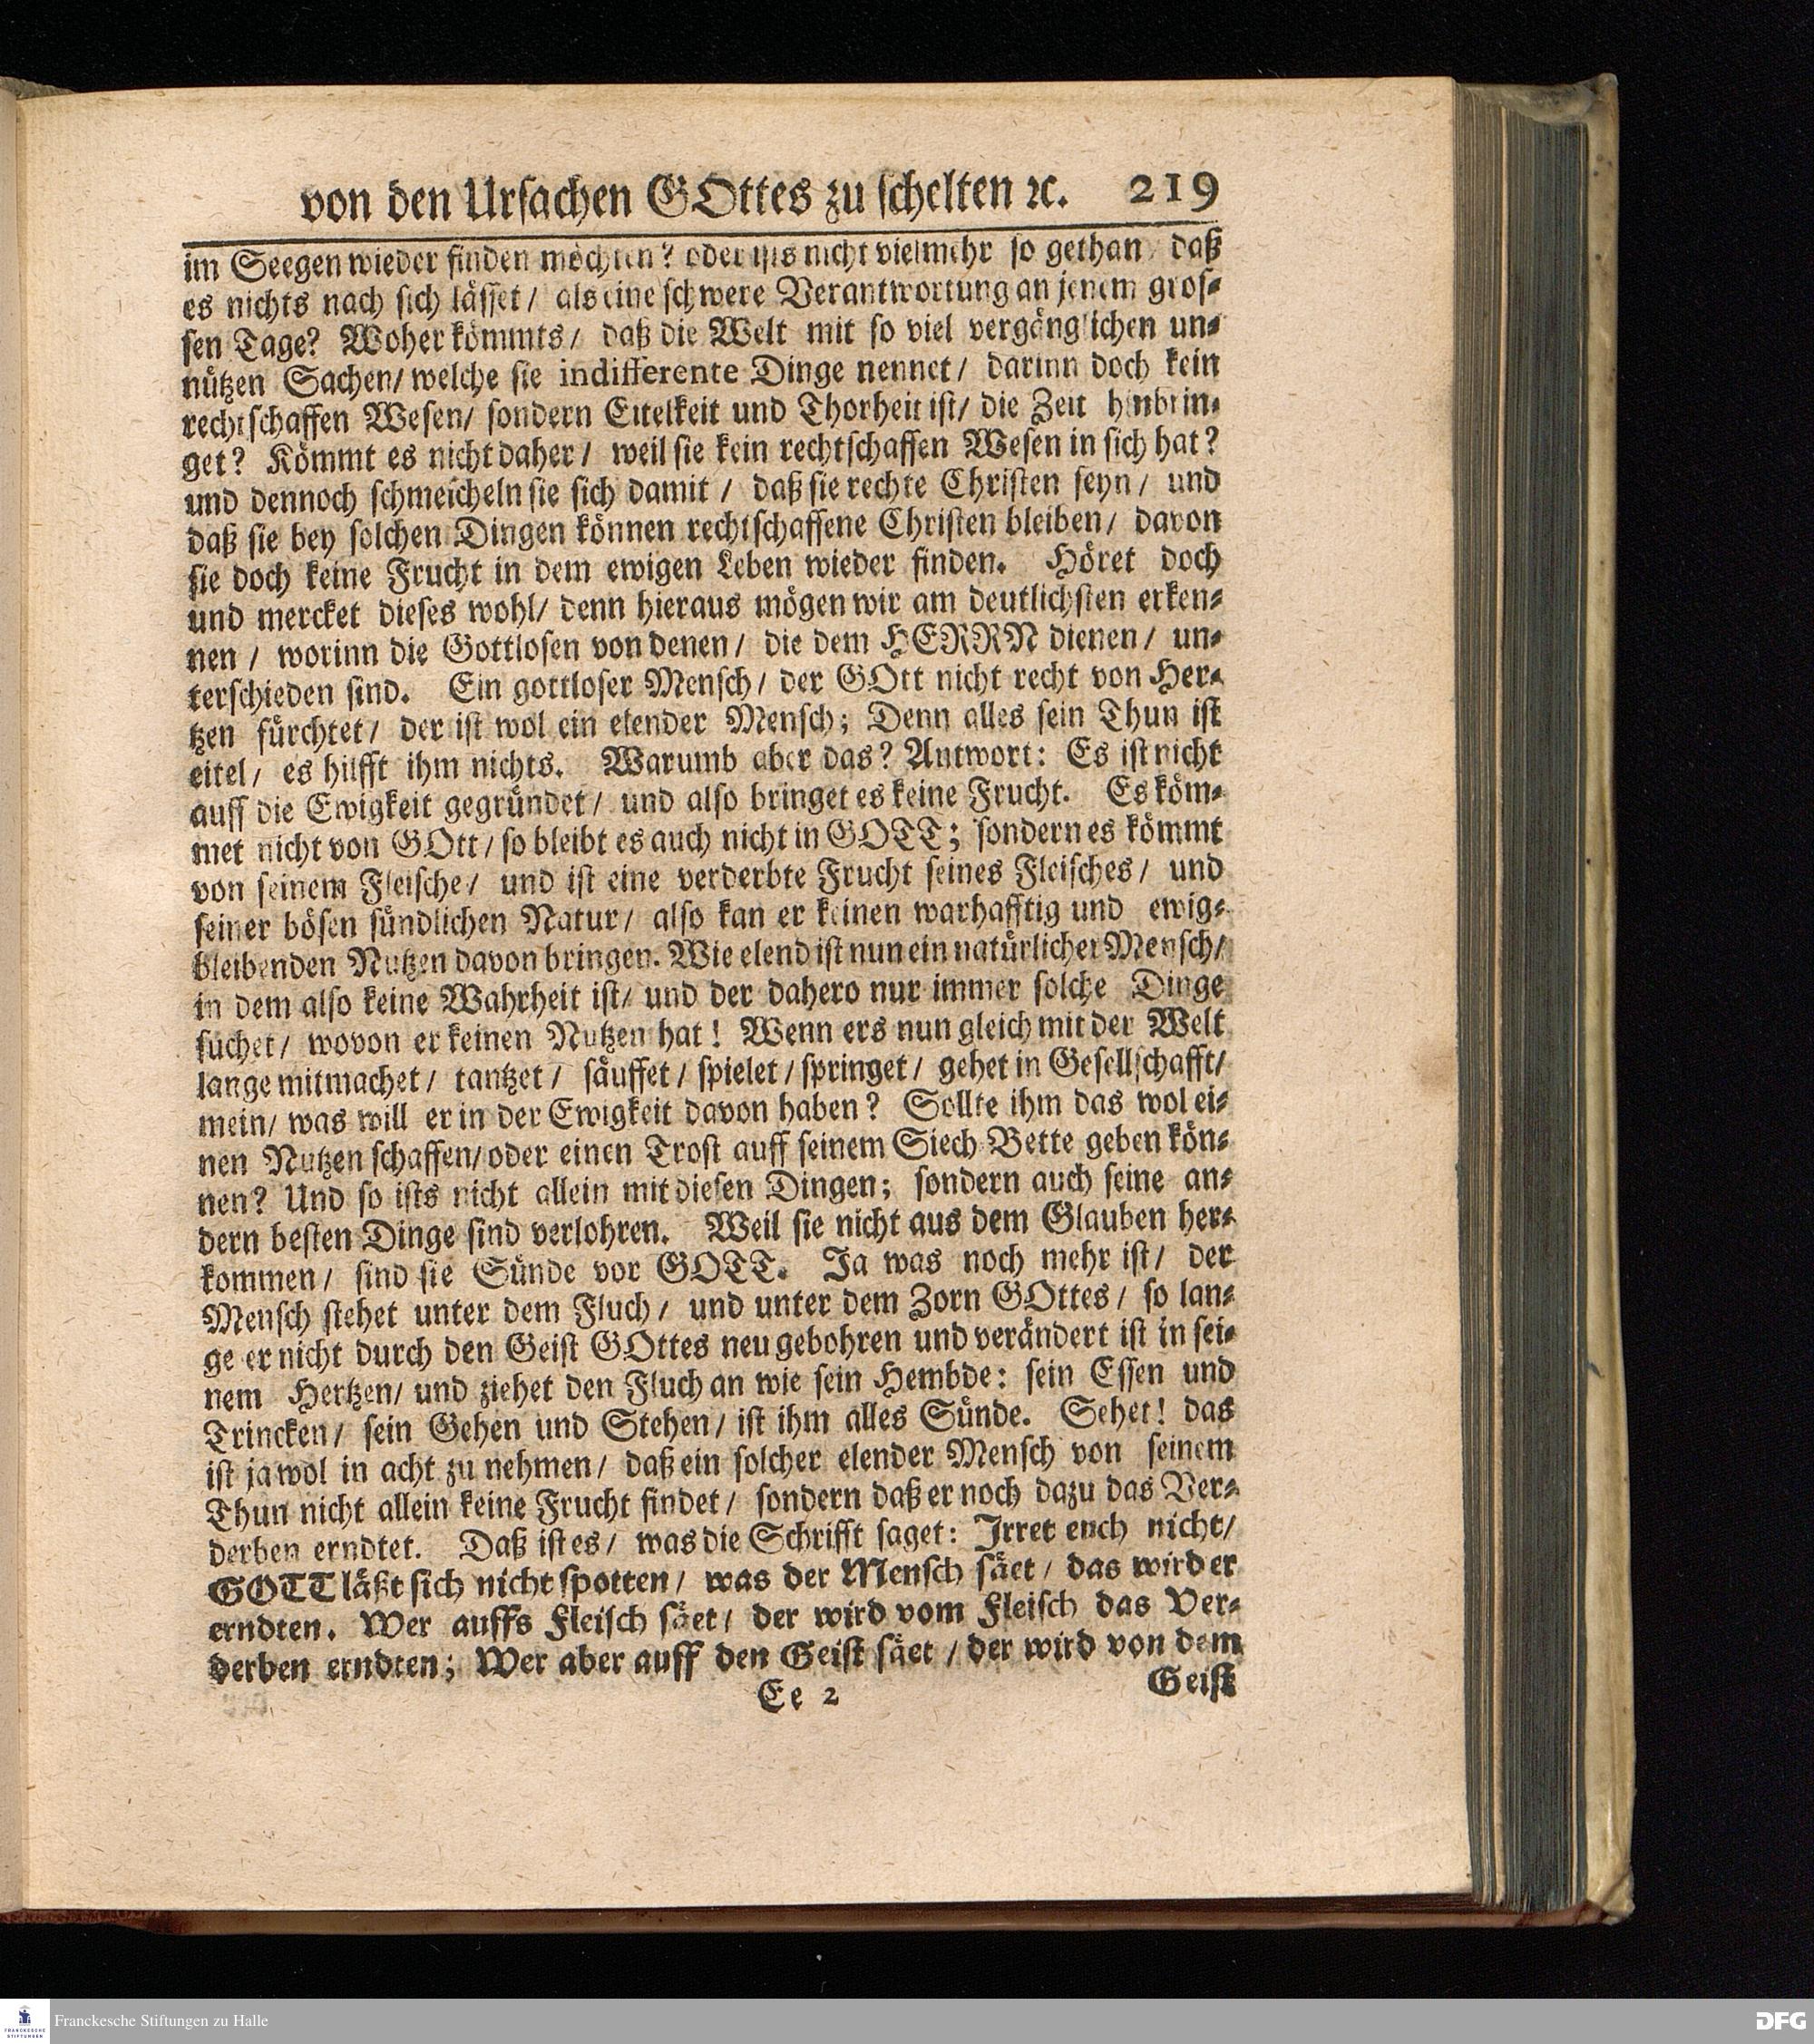 von den Ursachen GOttes zu schelten ꝛc. 219
im Seegen wieder finden möchten? oder ists nicht vielmehr so gethan / daß
es nichts nach sich lässet / als eine schwere Verantwortung an jenem gros-
sen Tage? Woher kömmts / daß die Welt mit so viel vergänglichen un-
nützen Sachen / welche sie indifferente Dinge nennet / darinn doch kein
rechtschaffen Wesen / sondern Eitelkeit und Thorheit ist / die Zeit hinbrin-
get? Kömmt es nicht daher / weil sie kein rechtschaffen Wesen in sich hat?
und dennoch schmeicheln sie sich damit / daß sie rechte Christen seyn / und
daß sie bey solchen Dingen können rechtschaffene Christen bleiben / davon
sie doch keine Frucht in dem ewigen Leben wieder finden. Höret doch
und mercket dieses wohl / denn hieraus mögen wir am deutlichsten erken-
nen / worinn die Gottlosen von denen / die dem HERRN dienen / un-
terschieden sind. Ein gottloser Mensch / der GOtt nicht recht von Her-
tzen fürchtet / der ist wol ein elender Mensch; Denn alles sein Thun ist
eitel / es hilfft ihm nichts. Warumb aber das? Antwort: Es ist nicht
auff die Ewigkeit gegründet / und also bringet es keine Frucht. Es köm-
met nicht von GOtt / so bleibt es auch nicht in GOTT; sondern es kömmt
von seinem Fleische / und ist eine verderbte Frucht seines Fleisches / und
seiner bösen sündlichen Natur / also kan er keinen warhafftig und ewig-
bleibenden Nutzen davon bringen. Wie elend ist nun ein natürlicher Mensch /
in dem also keine Wahrheit ist / und der dahero nur immer solche Dinge
suchet / wovon er keinen Nutzen hat! Wenn ers nun gleich mit der Welt
lange mitmachet / tantzet / säuffet / spielet / springet / gehet in Gesellschafft /
mein / was will er in der Ewigkeit davon haben? Sollte ihm das wol ei-
nen Nutzen schaffen / oder einen Trost auff seinem Siech-Bette geben kön-
nen? Und so ists nicht allein mit diesen Dingen; sondern auch seine an-
dern besten Dinge sind verlohren. Weil sie nicht aus dem Glauben her-
kommen / sind sie Sünde vor GOTT. Ja was noch mehr ist / der
Mensch stehet unter dem Fluch / und unter dem Zorn GOttes / so lan-
ge er nicht durch den Geist GOttes neu gebohren und verändert ist in sei-
nem Hertzen / und ziehet den Fluch an wie sein Hembde: sein Essen und
Trincken / sein Gehen und Stehen / ist ihm alles Sünde. Sehet! das
ist ja wol in acht zu nehmen / daß ein solcher elender Mensch von seinem
Thun nicht allein keine Frucht findet / sondern daß er noch dazu das Ver-
derben erndtet. Daß ist es / was die Schrifft saget: Irret euch nicht /
GOTT läßt sich nicht spotten / was der Mensch säet / das wird er
erndten. Wer auffs Fleisch säet / der wird vom Fleisch das Ver-
derben erndten; Wer aber auff den Geist säet / der wird von dem
Ee 2 Geist
FRANCKESCHE STIFTUNGEN
Franckesche Stiftungen zu Halle
DFG